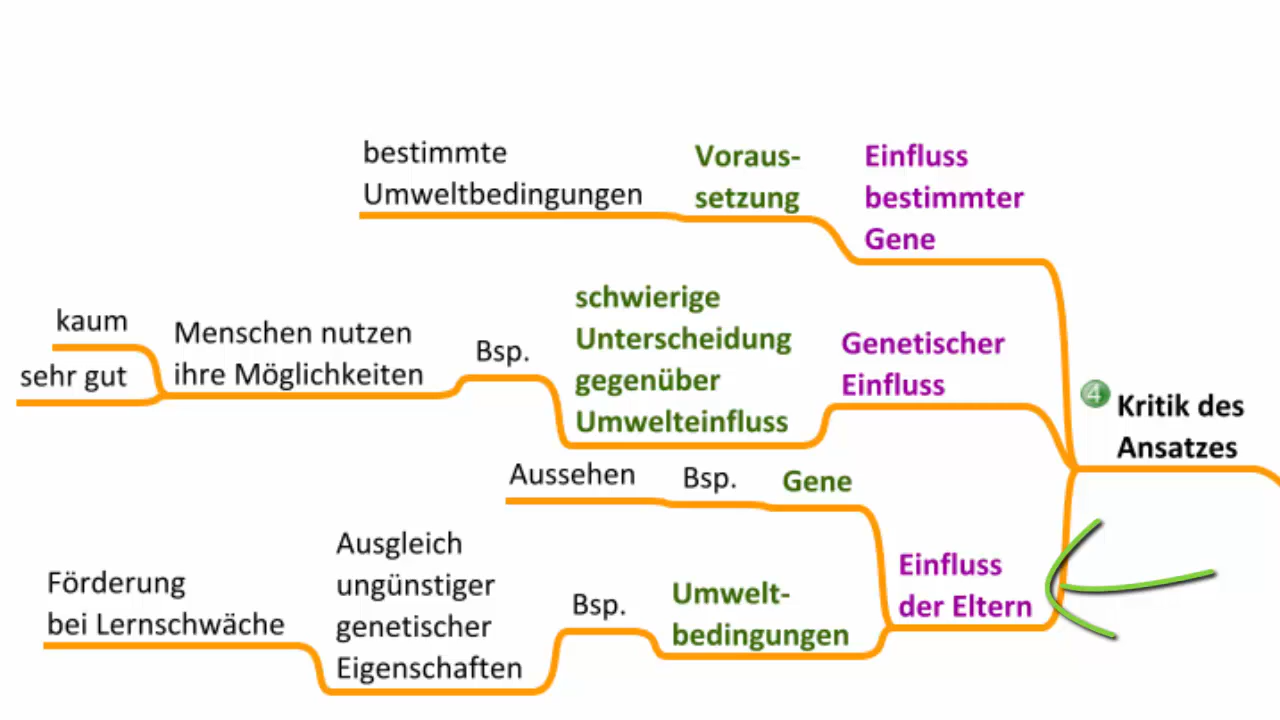 bestimmte
Umweltbedingungen
Voraus-
setzung
Einfluss
bestimmter
Gene
kaum
sehr gut
Menschen nutzen
ihre Möglichkeiten
Bsp.
schwierige
Unterscheidung
gegenüber
Umwelteinfluss
Genetischer
Einfluss
4
Kritik des
Ansatzes
Aussehen
Bsp.
Gene
Förderung
bei Lernschwäche
Ausgleich
ungünstiger
genetischer
Eigenschaften
Bsp.
Umwelt-
bedingungen
Einfluss
der Eltern